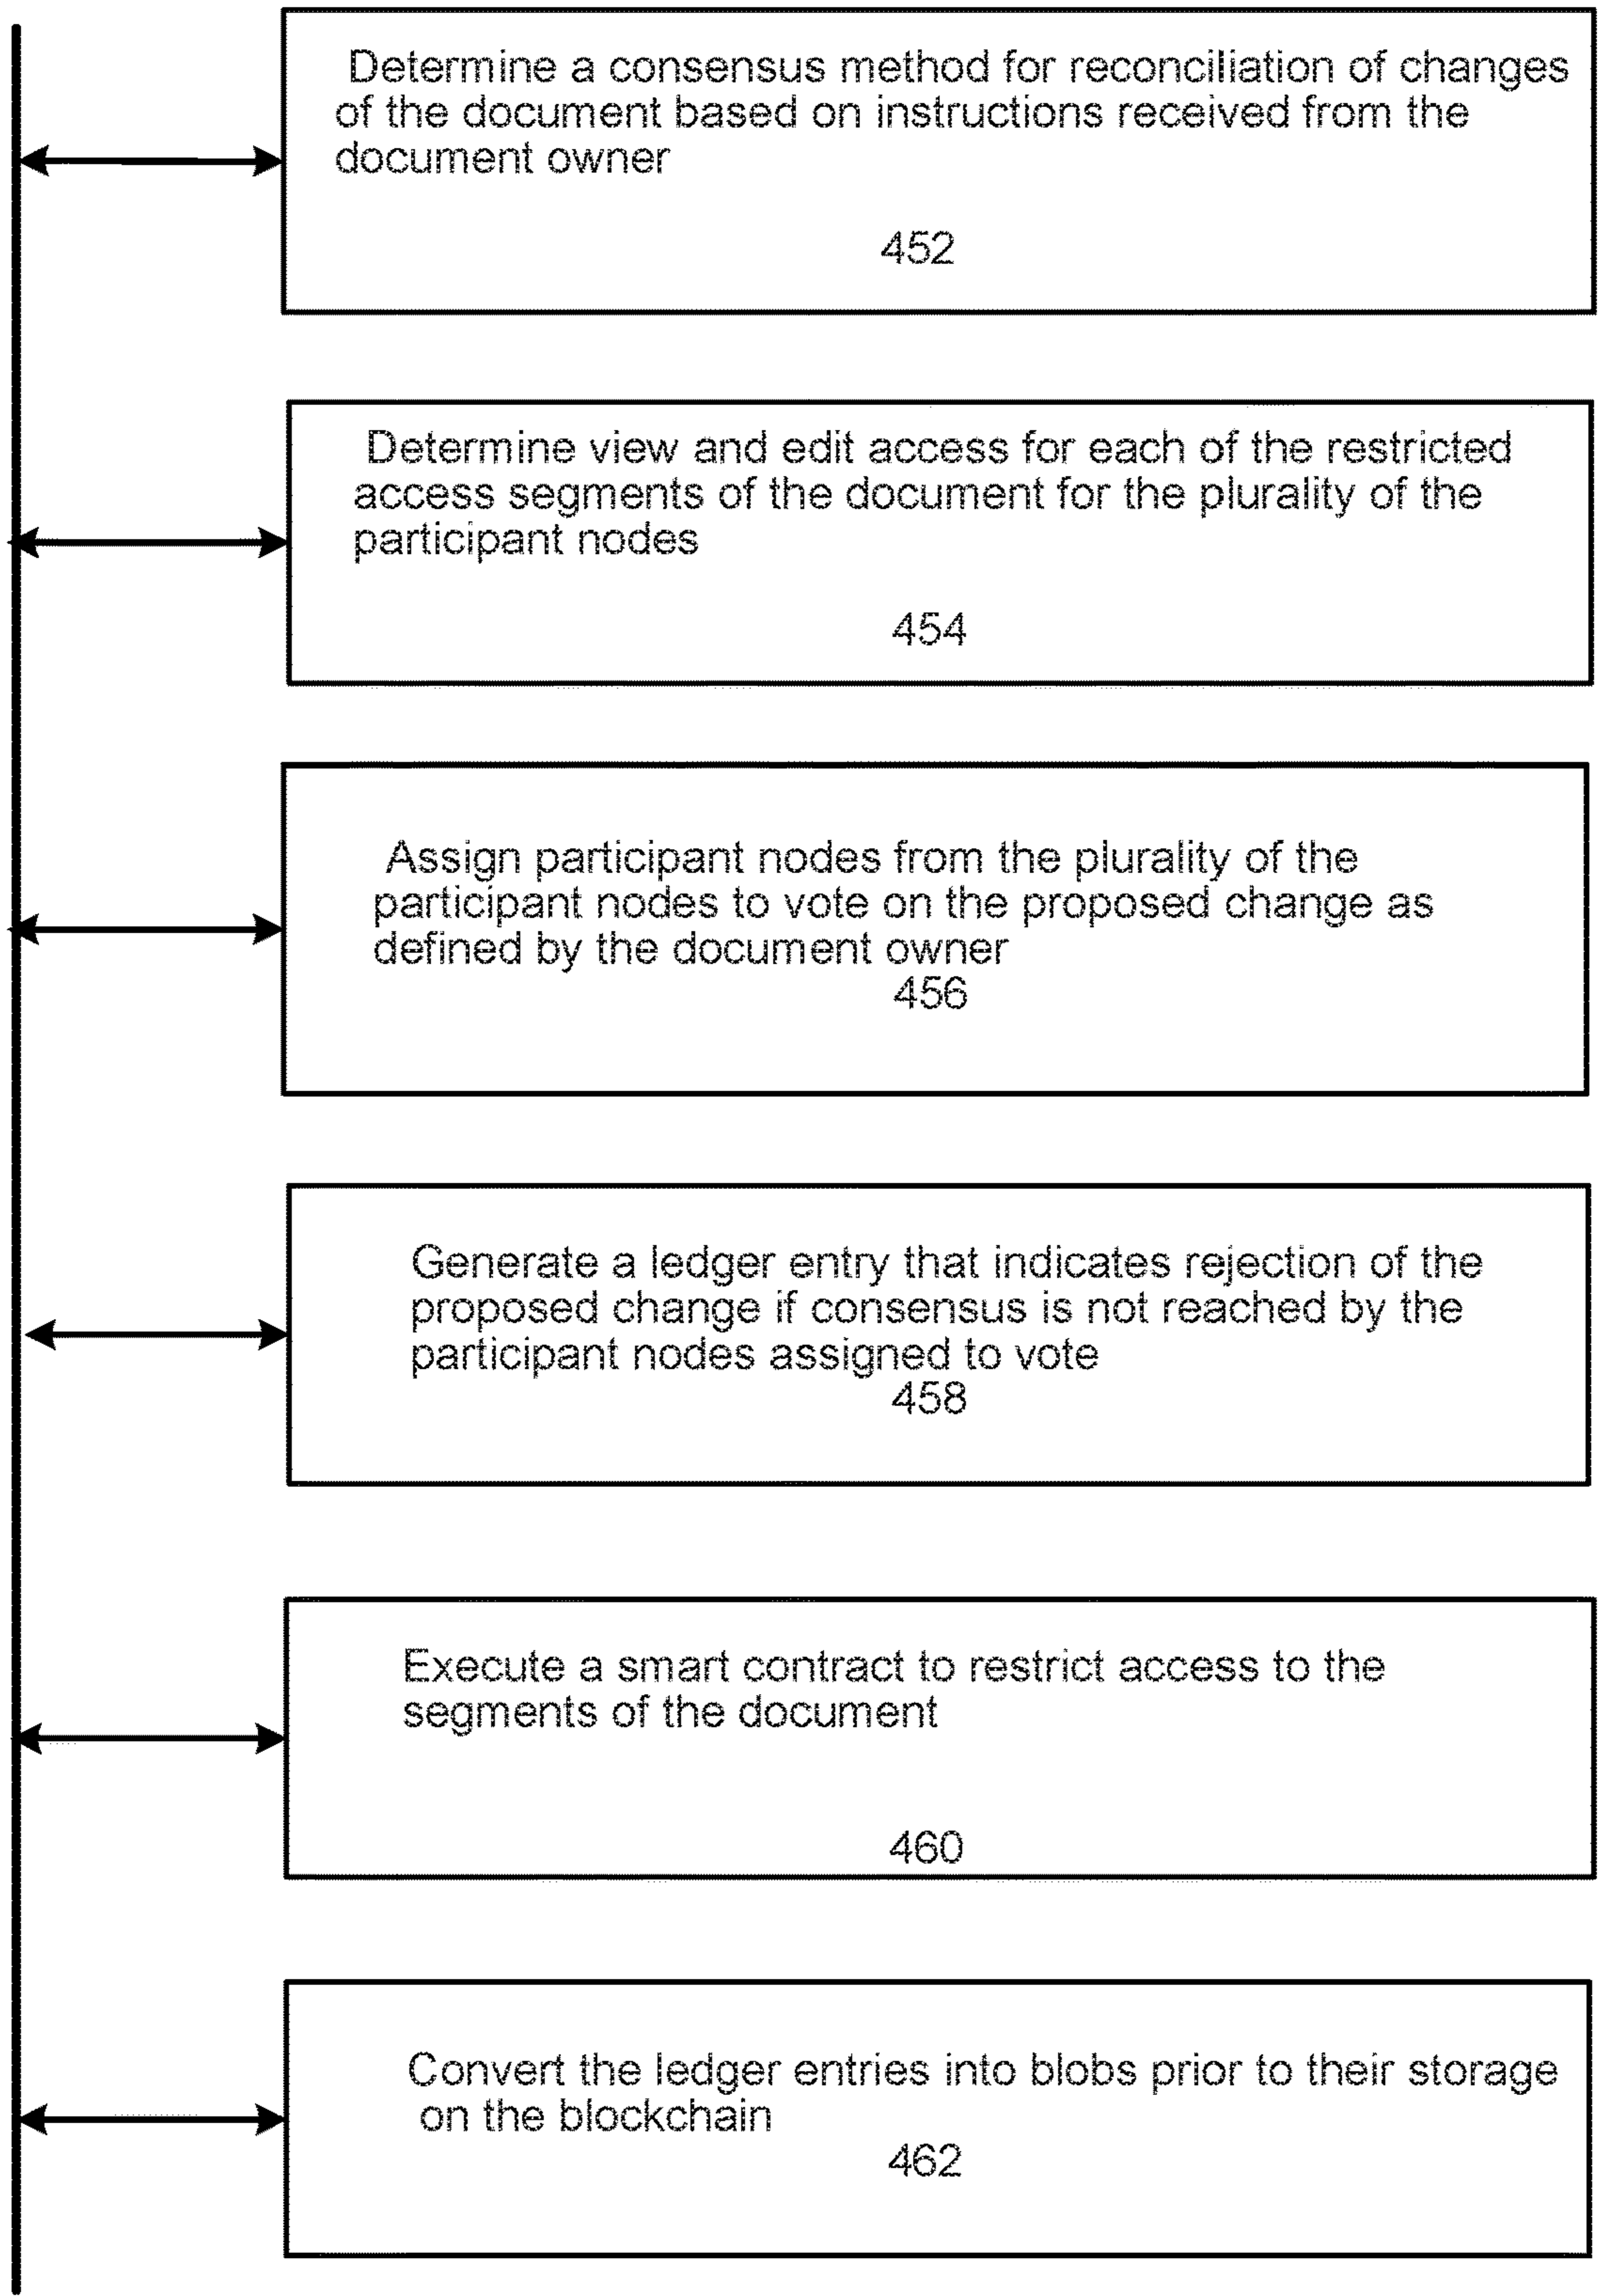 Determine a consensus method for reconciliation of changes
of the document based on instructions received from the
document owner
452
Determine view and edit access for each of the restricted
access segments of the document for the plurality of the
participant nodes
454
Assign participant nodes from the plurality of the
participant nodes to vote on the proposed change as
defined by the document owner
456
Generate a ledger entry that indicates rejection of the
proposed change if consensus is not reached by the
participant nodes assigned to vote
458
Execute a smart contract to restrict access to the
segments of the document
460
Convert the ledger entries into blobs prior to their storage
on the blockchain
462